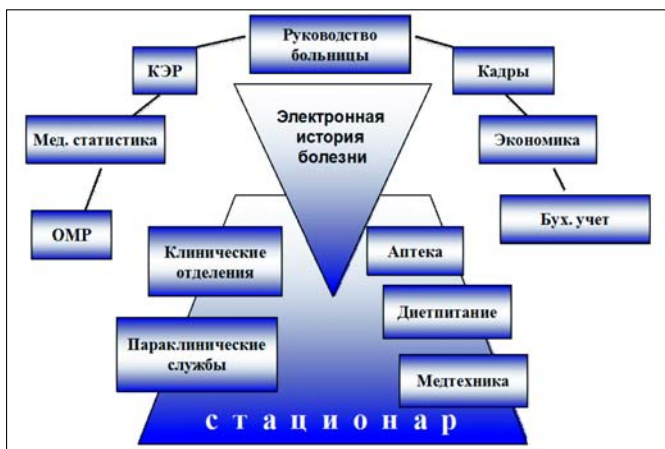 Руководство
больницы
КЭР
Кадры
Электронная
история
болезни
Мед. статистика
Экономика
ОМР
Бух. учет
Клинические
отделения
Аптека
Диетпитание
Параклинические
службы
Медтехника
стационар